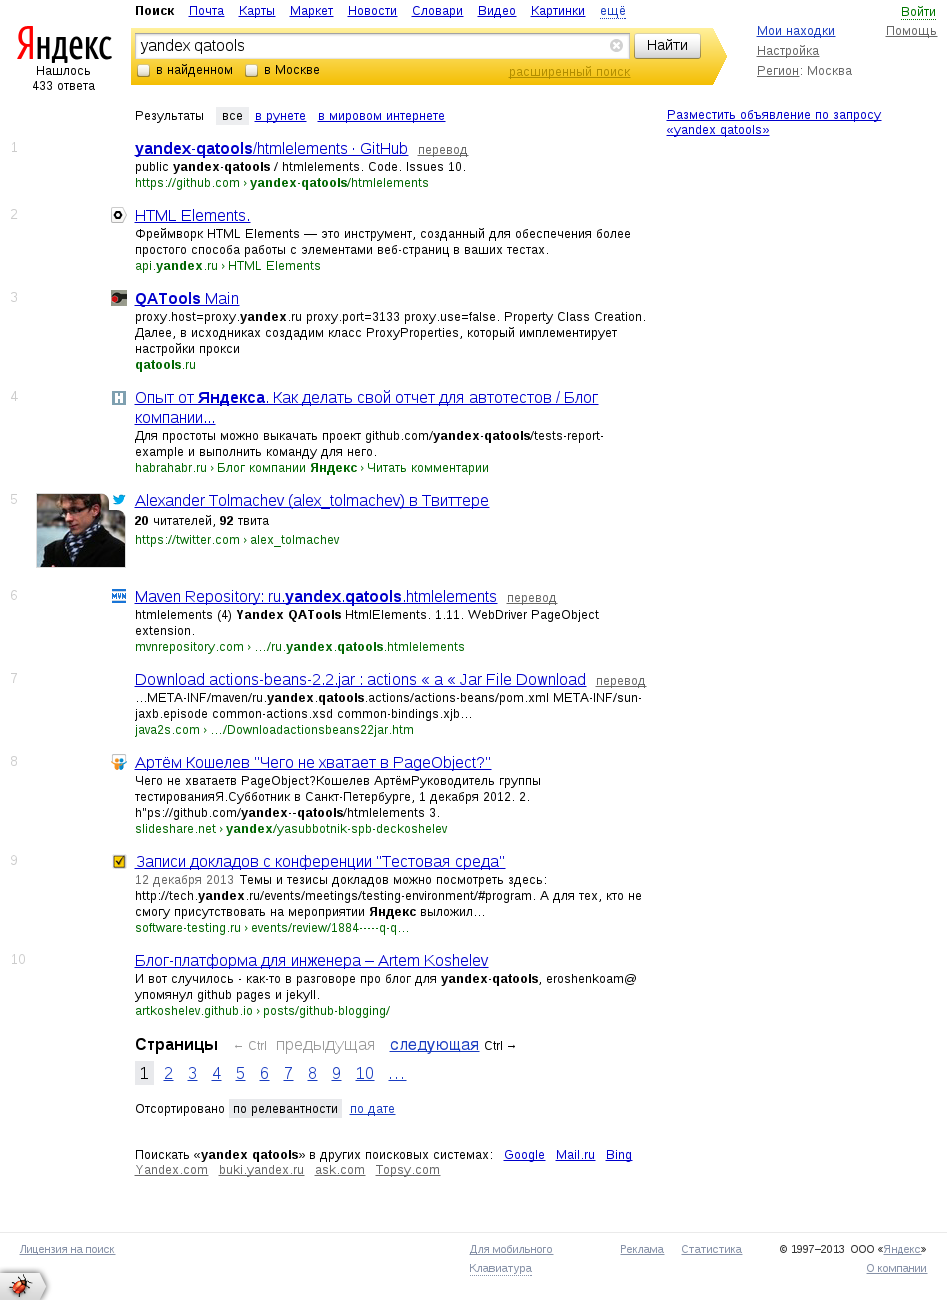 Поиск Почта Карты Маркет Новости Словари Видео Картинки ещё
Войти
Яндекс
yandex qatools
Найти
Мои находки
Помощь
Нашлось
433 ответа
в найденном в Москве расширенный поиск
Настройка
Регион: Москва
Результаты все в рунете в мировом интернете
Разместить объявление по запросу
«yandex qatools»
1
yandex-qatools/htmlelements · GitHub перевод
public yandex-qatools / htmlelements. Code. Issues 10.
https://github.com › yandex-qatools/htmlelements
2
HTML Elements.
Фреймворк HTML Elements — это инструмент, созданный для обеспечения более
простого способа работы с элементами веб-страниц в ваших тестах.
api.yandex.ru › HTML Elements
3
QATools Main
proxy.host=proxy.yandex.ru proxy.port=3133 proxy.use=false. Property Class Creation.
Далее, в исходниках создадим класс ProxyProperties, который имплементирует
настройки прокси
qatools.ru
4
Опыт от Яндекса. Как делать свой отчет для автотестов / Блог
компании...
Для простоты можно выкачать проект github.com/yandex-qatools/tests-report-
example и выполнить команду для него.
habrahabr.ru › Блог компании Яндекс › Читать комментарии
5
Alexander Tolmachev (alex_tolmachev) в Твиттере
20 читателей, 92 твита
https://twitter.com › alex_tolmachev
6
Maven Repository: ru.yandex.qatools.htmlelements перевод
htmlelements (4) Yandex QATools HtmlElements. 1.11. WebDriver PageObject
extension.
mvnrepository.com › …/ru.yandex.qatools.htmlelements
7
Download actions-beans-2.2.jar : actions « a « Jar File Download перевод
…META-INF/maven/ru.yandex.qatools.actions/actions-beans/pom.xml META-INF/sun-
jaxb.episode common-actions.xsd common-bindings.xjb…
java2s.com › …/Downloadactionsbeans22jar.htm
8
Артём Кошелев "Чего не хватает в PageObject?"
Чего не хватаетв PageObject?Кошелев АртёмРуководитель группы
тестированияЯ.Субботник в Санкт-Петербурге, 1 декабря 2012. 2.
h"ps://github.com/yandex-­‐qatools/htmlelements 3.
slideshare.net › yandex/yasubbotnik-spb-deckoshelev
9
Записи докладов с конференции "Тестовая среда"
12 декабря 2013 Темы и тезисы докладов можно посмотреть здесь:
http://tech.yandex.ru/events/meetings/testing-environment/#program. А для тех, кто не
смогу присутствовать на мероприятии Яндекс выложил…
software-testing.ru › events/review/1884-----q-q…
10
Блог-платформа для инженера – Artem Koshelev
И вот случилось - как-то в разговоре про блог для yandex-qatools, eroshenkoam@
упомянул github pages и jekyll.
artkoshelev.github.io › posts/github-blogging/
Страницы ← Ctrl предыдущая следующая Ctrl →
1 2 3 4 5 6 7 8 9 10 …
Отсортировано по релевантности по дате
Поискать «yandex qatools» в других поисковых системах: Google Mail.ru Bing
Yandex.com buki.yandex.ru ask.com Topsy.com
Лицензия на поиск Для мобильного Реклама Статистика © 1997–2013 ООО «Яндекс»
Клавиатура О компании